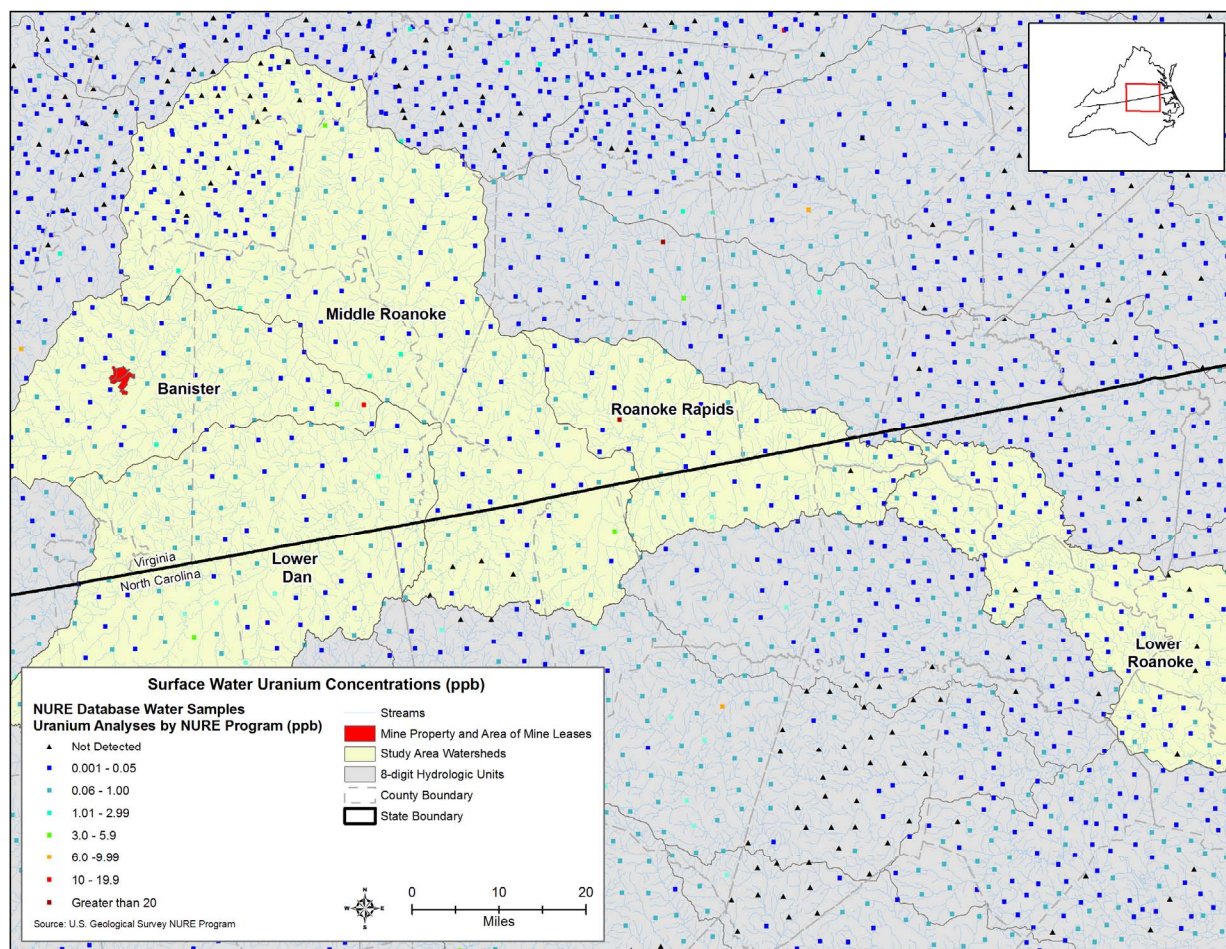 Middle Roanoke
Banister
Roanoke Rapids
Virginia
North Carolina
Lower
Dan
Lower
Roanoke
Surface Water Uranium Concentrations (ppb)
NURE Database Water Samples
Uranium Analyses by NURE Program (ppb)
Not Detected
0.001 - 0.05
0.06 - 1.00
1.01 - 2.99
3.0 - 5.9
6.0 -9.99
10 - 19.9
Greater than 20
Source: U.S. Geological Survey NURE Program
Streams
Mine Property and Area of Mine Leases
Study Area Watersheds
8-digit Hydrologic Units
County Boundary
State Boundary
N
W E
S
0 10 20
Miles